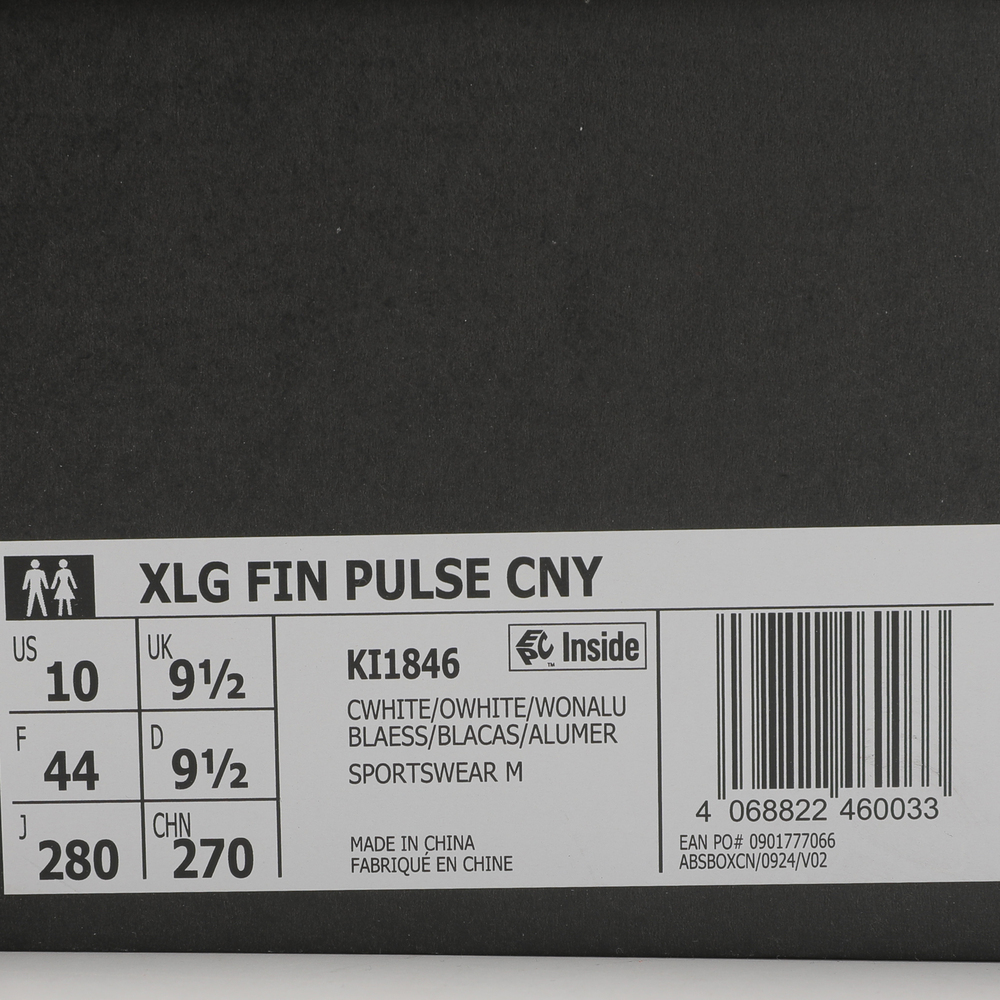 XLG FIN PULSE CNY
US 10 UK 9½
F 44 D 9½
J 280 CHN 270
KI1846
EPC™ Inside
CWHITE/OWHITE/WONALU
BLAESS/BLACAS/ALUMER
SPORTSWEAR M
MADE IN CHINA
FABRIQUÉ EN CHINE
4 068822 460033
EAN PO# 0901777066
ABSBOXCN/0924/V02